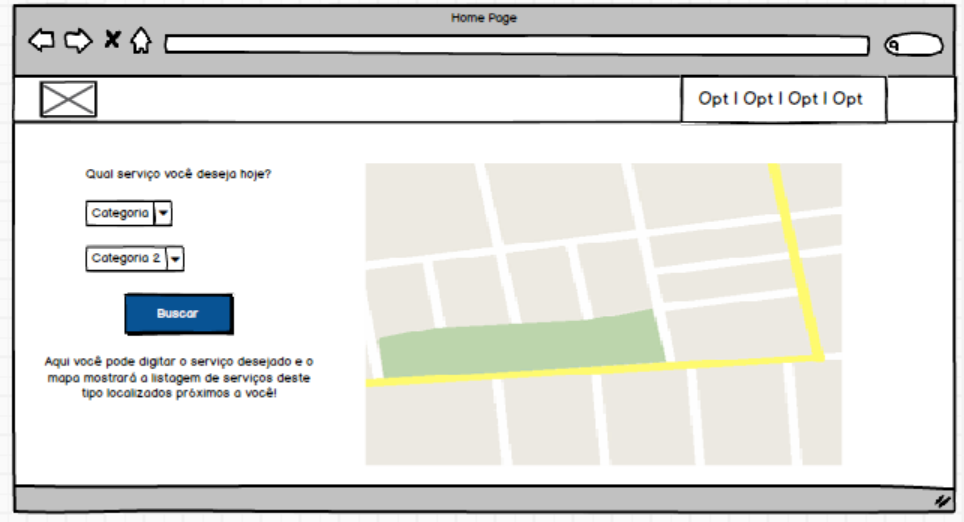 Home Page
Opt | Opt | Opt | Opt
Qual serviço você deseja hoje?
Categoria
Categoria 2
Buscar
Aqui você pode digitar o serviço desejado e o
mapa mostrará a listagem de serviços deste
tipo localizados próximos a você!